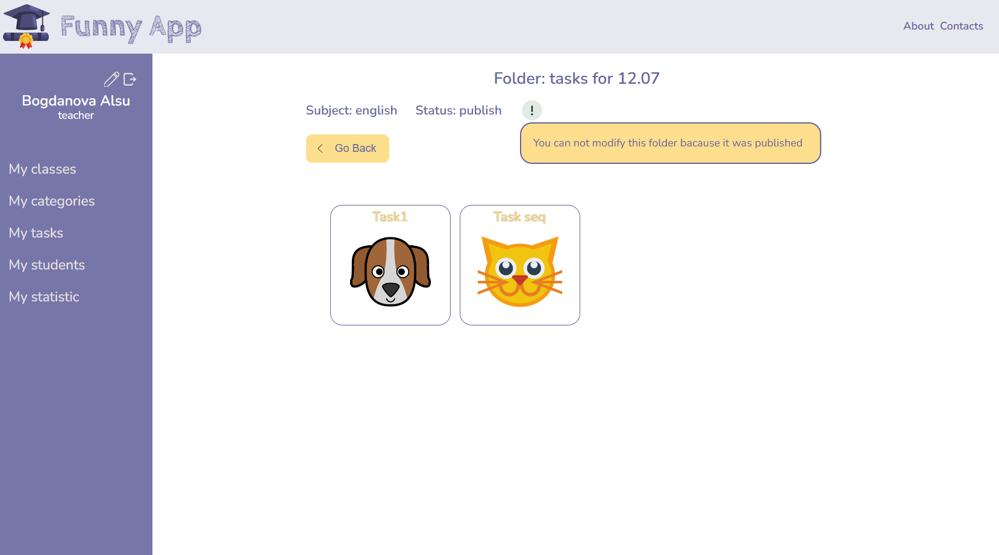 Funny App
About Contacts
Bogdanova Alsu
teacher
My classes
My categories
My tasks
My students
My statistic
Folder: tasks for 12.07
Subject: english Status: publish !
Go Back
You can not modify this folder bacause it was published
Task1
Task seq